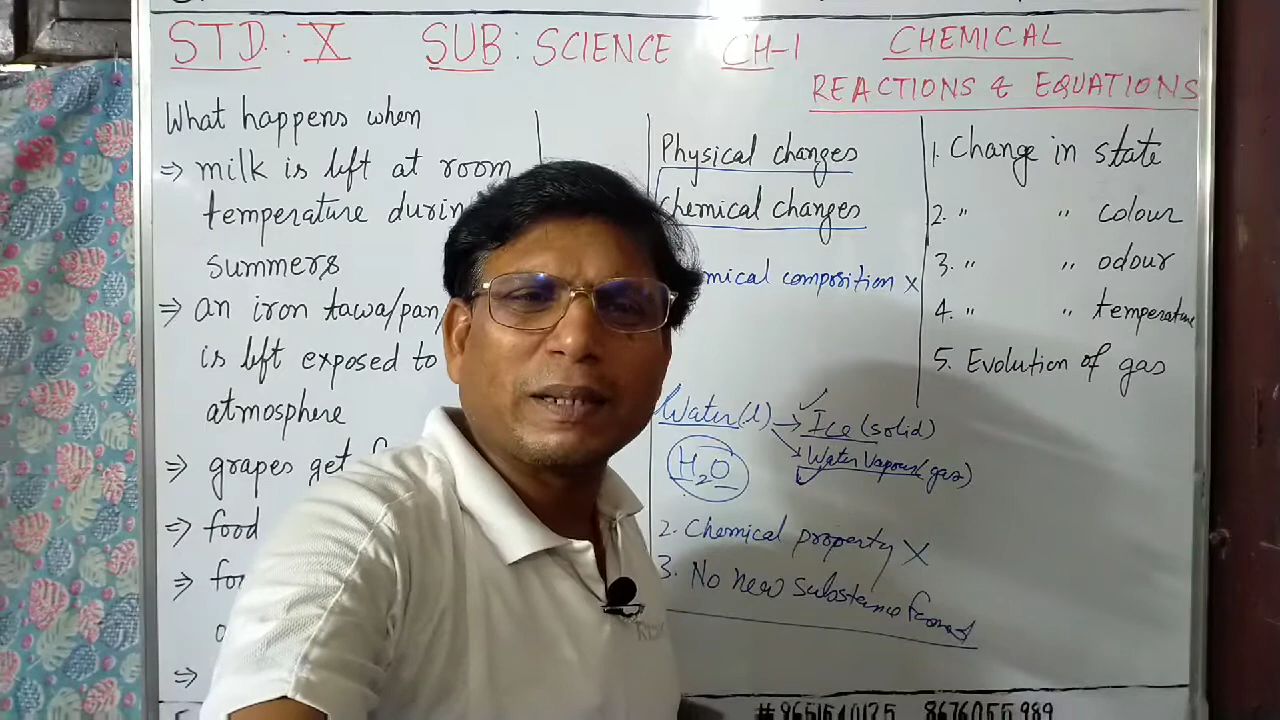 STD : X SUB : SCIENCE CH-1 CHEMICAL
REACTIONS & EQUATIONS
What happens when
⇒ milk is left at room
temperature durin
summers
⇒ an iron tawa/pan/
is left exposed to
atmosphere
⇒ grapes get
⇒ food
⇒
⇒
Physical changes
Chemical changes
mical composition ×
Water(l) → Ice (solid)
→ Water Vapour (gas)
H₂O
2. Chemical property ×
3. No new substance formed
1. Change in state
2. " " colour
3. " " odour
4. " " temperature
5. Evolution of gas
8676055989